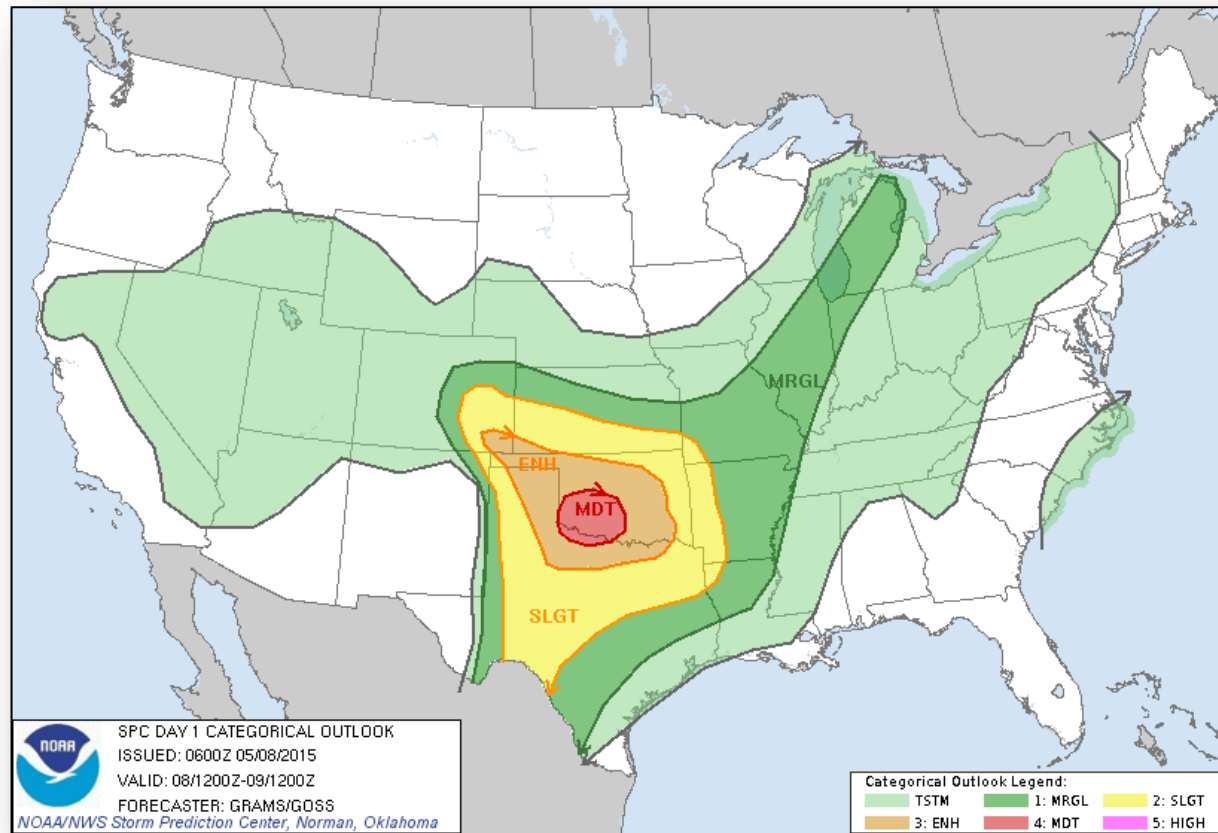 MRGL
ENH
MDT
SLGT
NOAA
SPC DAY 1 CATEGORICAL OUTLOOK
ISSUED: 0600Z 05/08/2015
VALID: 08/1200Z-09/1200Z
FORECASTER: GRAMS/GOSS
NOAA/NWS Storm Prediction Center, Norman, Oklahoma
Categorical Outlook Legend:
TSTM 1: MRGL 2: SLGT
3: ENH 4: MDT 5: HIGH